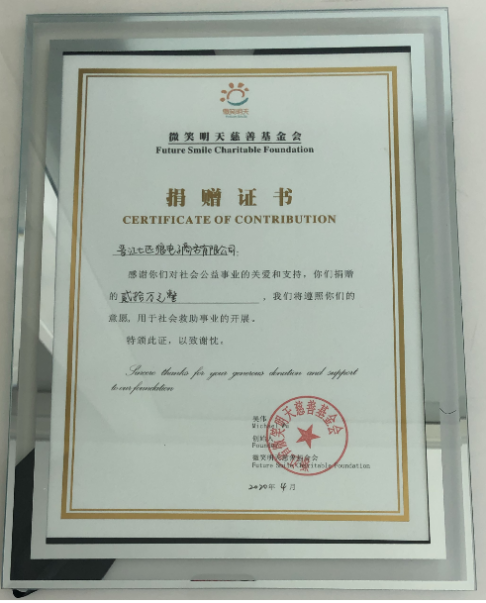 微笑明天
微笑明天慈善基金会
Future Smile Charitable Foundation
捐赠证书
CERTIFICATE OF CONTRIBUTION
晋江七匹狼电子商务有限公司:
感谢你们对社会公益事业的关爱和支持,你们捐赠
的贰拾万元整,我们将遵照你们的
意愿,用于社会救助事业的开展。
特颁此证,以致谢忱。
Sincere thanks for your generous donation and support
to our foundation
Michael
创始人
Founder
微笑明天慈善基金会
Future Smile Charitable Foundation
微笑明天慈善基金会
2020年4月